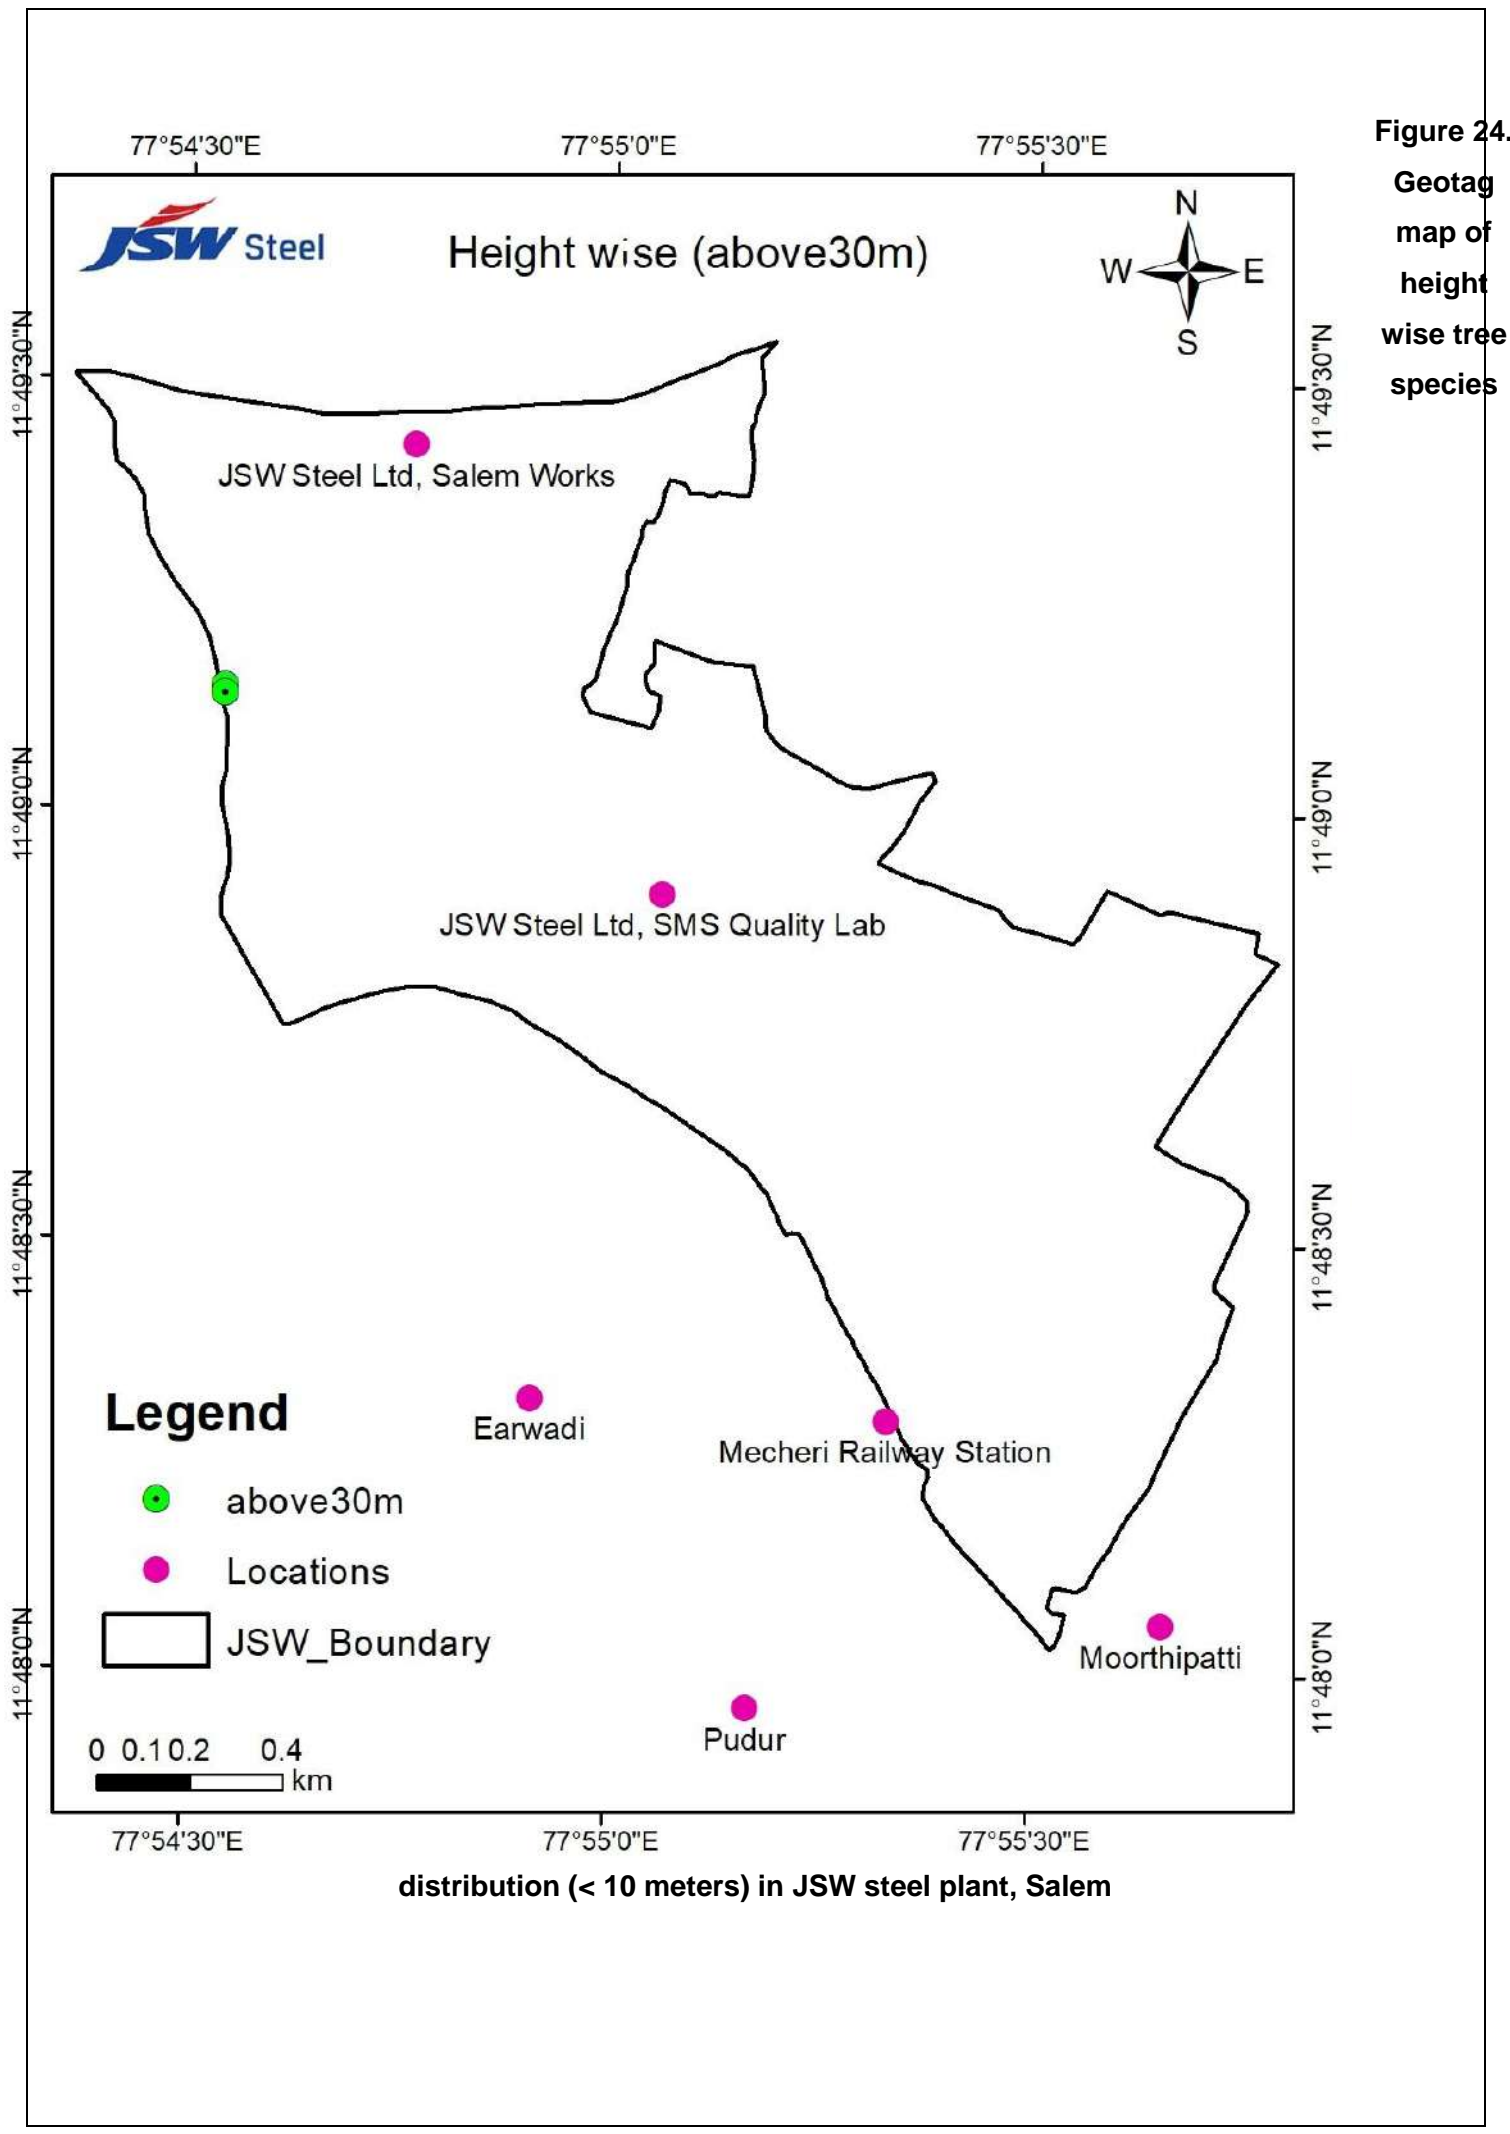 77°54'30"E
77°55'0"E
77°55'30"E
Figure 24.
Geotag
map of
height
wise tree
species
JSW Steel
Height wise (above30m)
N
W
E
S
11°49'30"N
11°49'30"N
JSW Steel Ltd, Salem Works
11°49'0"N
11°49'0"N
JSW Steel Ltd, SMS Quality Lab
11°48'30"N
11°48'30"N
Earwadi
Mecheri Railway Station
Legend
above30m
Locations
JSW_Boundary
11°48'0"N
11°48'0"N
Moorthipatti
Pudur
0 0.1 0.2 0.4
km
77°54'30"E
77°55'0"E
77°55'30"E
distribution (< 10 meters) in JSW steel plant, Salem